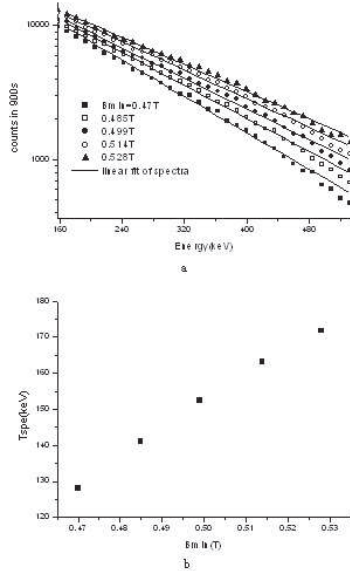 10000
1000
counts in 900s
Bmin=0.47T
0.485T
0.499T
0.514T
0.528T
linear fit of spectra
160 240 320 400 480
Energy(keV)
a
180
170
160
150
140
130
120
Tspe(keV)
0.47 0.48 0.49 0.50 0.51 0.52 0.53
Bmin(T)
b